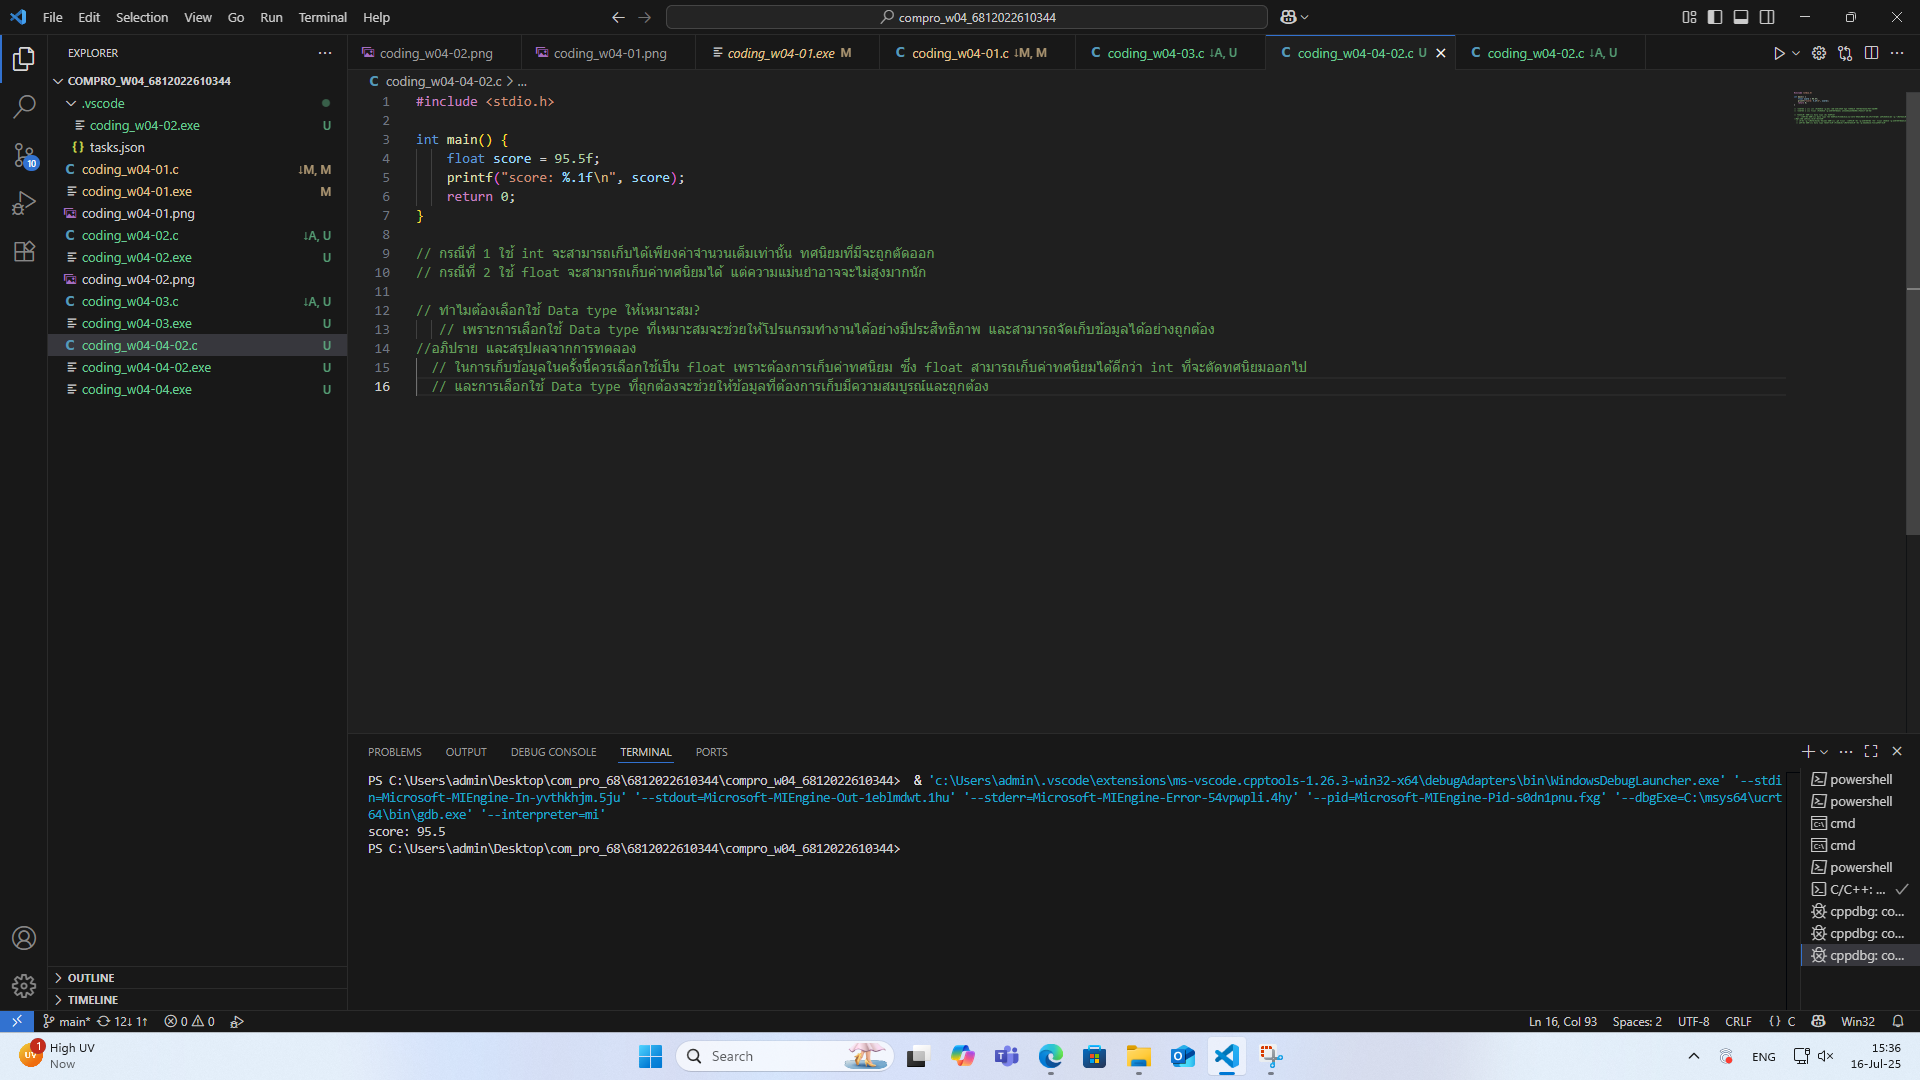 File Edit Selection View Go Run Terminal Help
compro_w04_6812022610344
EXPLORER
COMPRO_W04_6812022610344
.vscode
coding_w04-02.exe U
tasks.json
coding_w04-01.c ↓M, M
coding_w04-01.exe M
coding_w04-01.png
coding_w04-02.c ↓A, U
coding_w04-02.exe U
coding_w04-02.png
coding_w04-03.c ↓A, U
coding_w04-03.exe U
coding_w04-04-02.c U
coding_w04-04-02.exe U
coding_w04-04.exe U
OUTLINE
TIMELINE
10
coding_w04-02.png coding_w04-01.png coding_w04-01.exe M coding_w04-01.c ↓M, M coding_w04-03.c ↓A, U coding_w04-04-02.c U coding_w04-02.c ↓A, U
C coding_w04-04-02.c > ...
1 #include <stdio.h>
2
3 int main() {
4 float score = 95.5f;
5 printf("score: %.1f\n", score);
6 return 0;
7 }
8
9 // กรณีที่ 1 ใช้ int จะสามารถเก็บได้เพียงค่าจำนวนเต็มเท่านั้น ทศนิยมที่มีจะถูกตัดออก
10 // กรณีที่ 2 ใช้ float จะสามารถเก็บค่าทศนิยมได้ แต่ความแม่นยำอาจจะไม่สูงมากนัก
11
12 // ทำไมต้องเลือกใช้ Data type ให้เหมาะสม?
13 // เพราะการเลือกใช้ Data type ที่เหมาะสมจะช่วยให้โปรแกรมทำงานได้อย่างมีประสิทธิภาพ และสามารถจัดเก็บข้อมูลได้อย่างถูกต้อง
14 //อภิปราย และสรุปผลจากการทดลอง
15 // ในการเก็บข้อมูลในครั้งนี้ควรเลือกใช้เป็น float เพราะต้องการเก็บค่าทศนิยม ซึ่ง float สามารถเก็บค่าทศนิยมได้ดีกว่า int ที่จะตัดทศนิยมออกไป
16 // และการเลือกใช้ Data type ที่ถูกต้องจะช่วยให้ข้อมูลที่ต้องการเก็บมีความสมบูรณ์และถูกต้อง
PROBLEMS OUTPUT DEBUG CONSOLE TERMINAL PORTS
PS C:\Users\admin\Desktop\com_pro_68\6812022610344\compro_w04_6812022610344> & 'c:\Users\admin\.vscode\extensions\ms-vscode.cpptools-1.26.3-win32-x64\debugAdapters\bin\WindowsDebugLauncher.exe' '--stdi
n=Microsoft-MIEngine-In-yvthkhjm.5ju' '--stdout=Microsoft-MIEngine-Out-1eblmdwt.1hu' '--stderr=Microsoft-MIEngine-Error-54vpwpli.4hy' '--pid=Microsoft-MIEngine-Pid-s0dn1pnu.fxg' '--dbgExe=C:\msys64\ucrt
64\bin\gdb.exe' '--interpreter=mi'
score: 95.5
PS C:\Users\admin\Desktop\com_pro_68\6812022610344\compro_w04_6812022610344>
powershell
powershell
cmd
cmd
powershell
C/C++: ...
cppdbg: co...
cppdbg: co...
cppdbg: co...
main* 12↓ 1↑ 0 0
Ln 16, Col 93 Spaces: 2 UTF-8 CRLF {} C Win32
High UV
Now
UV
1
Search
ENG
15:36
16-Jul-25